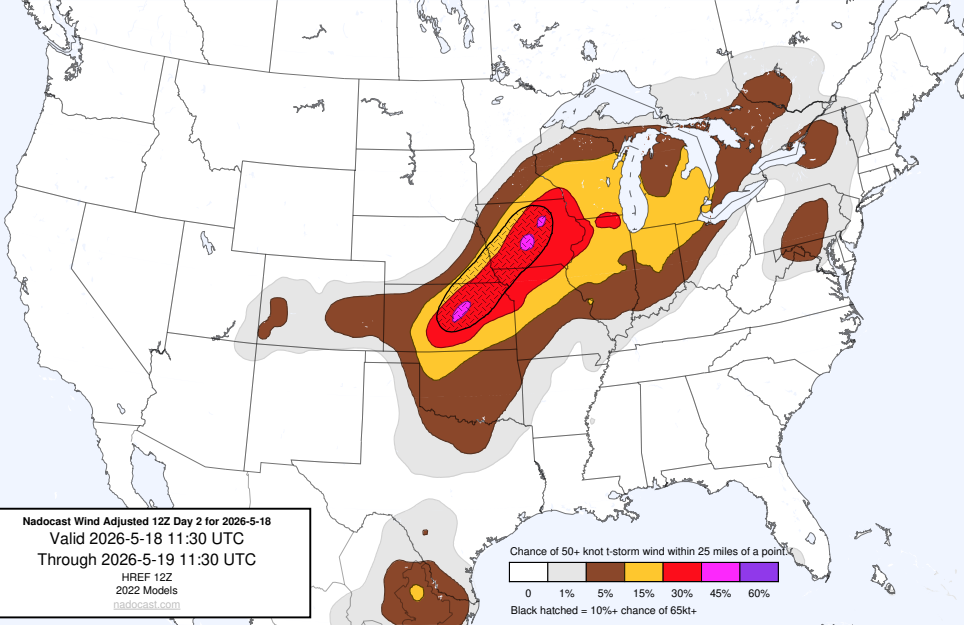 Nadocast Wind Adjusted 12Z Day 2 for 2026-5-18
Valid 2026-5-18 11:30 UTC
Through 2026-5-19 11:30 UTC
HREF 12Z
2022 Models
nadocast.com
Chance of 50+ knot t-storm wind within 25 miles of a point.
0 1% 5% 15% 30% 45% 60%
Black hatched = 10%+ chance of 65kt+